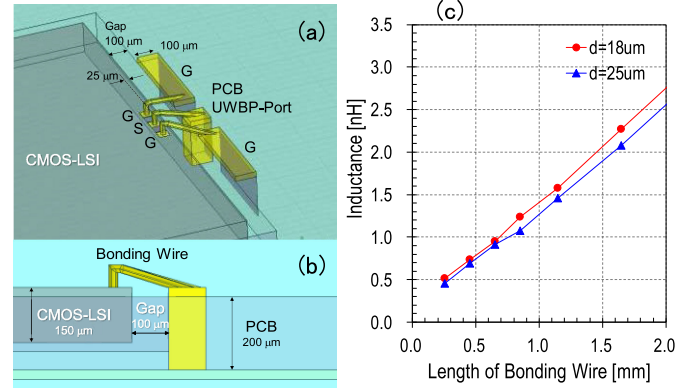 (a)
Gap
100 μm
100 μm
25 μm
G
PCB
UWBP-Port
G
S
G
G
CMOS-LSI
(b)
Bonding Wire
CMOS-LSI
150 μm
Gap
100 μm
PCB
200 μm
(c)
3.5
3.0
2.5
2.0
1.5
1.0
0.5
0.0
Inductance [nH]
d=18um
d=25um
0.0 0.5 1.0 1.5 2.0
Length of Bonding Wire [mm]